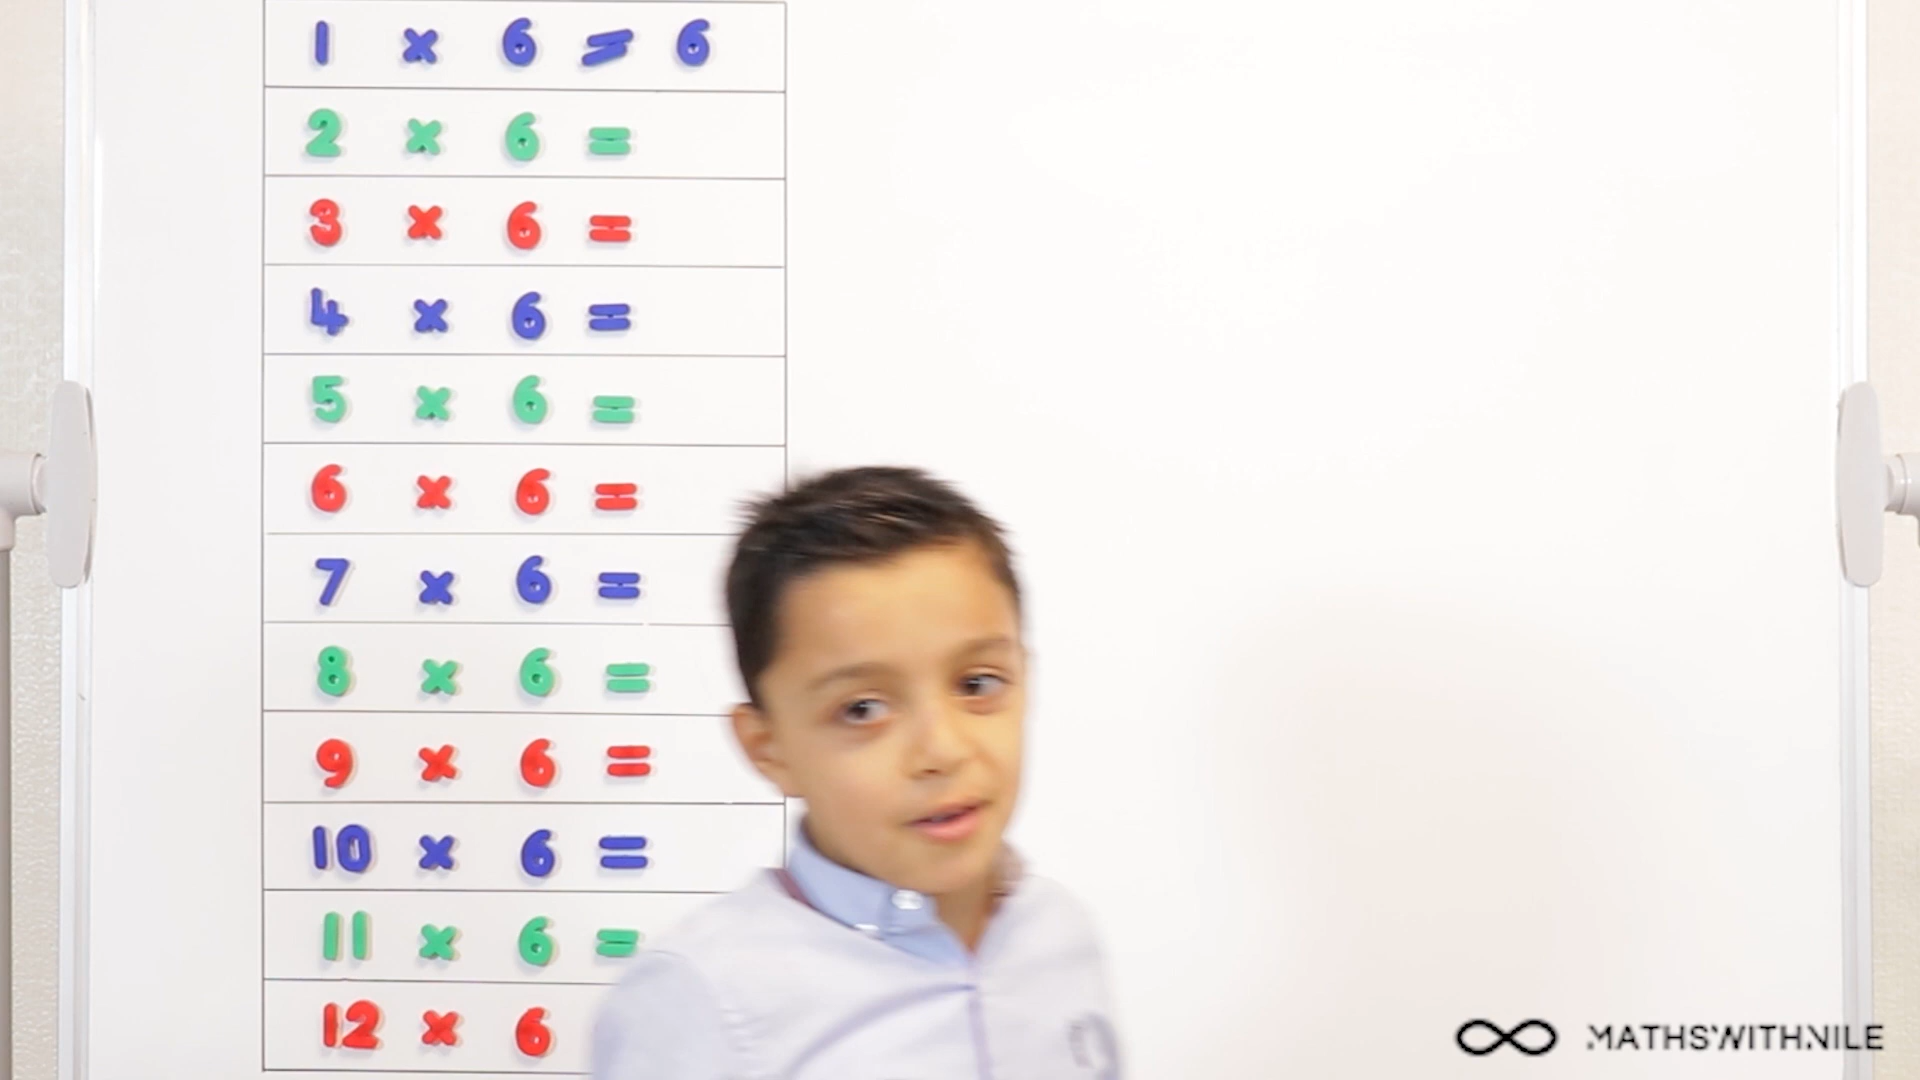 1 × 6 = 6
2 × 6 =
3 × 6 =
4 × 6 =
5 × 6 =
6 × 6 =
7 × 6 =
8 × 6 =
9 × 6 =
10 × 6 =
11 × 6 =
12 × 6
MATHSWITHNILE